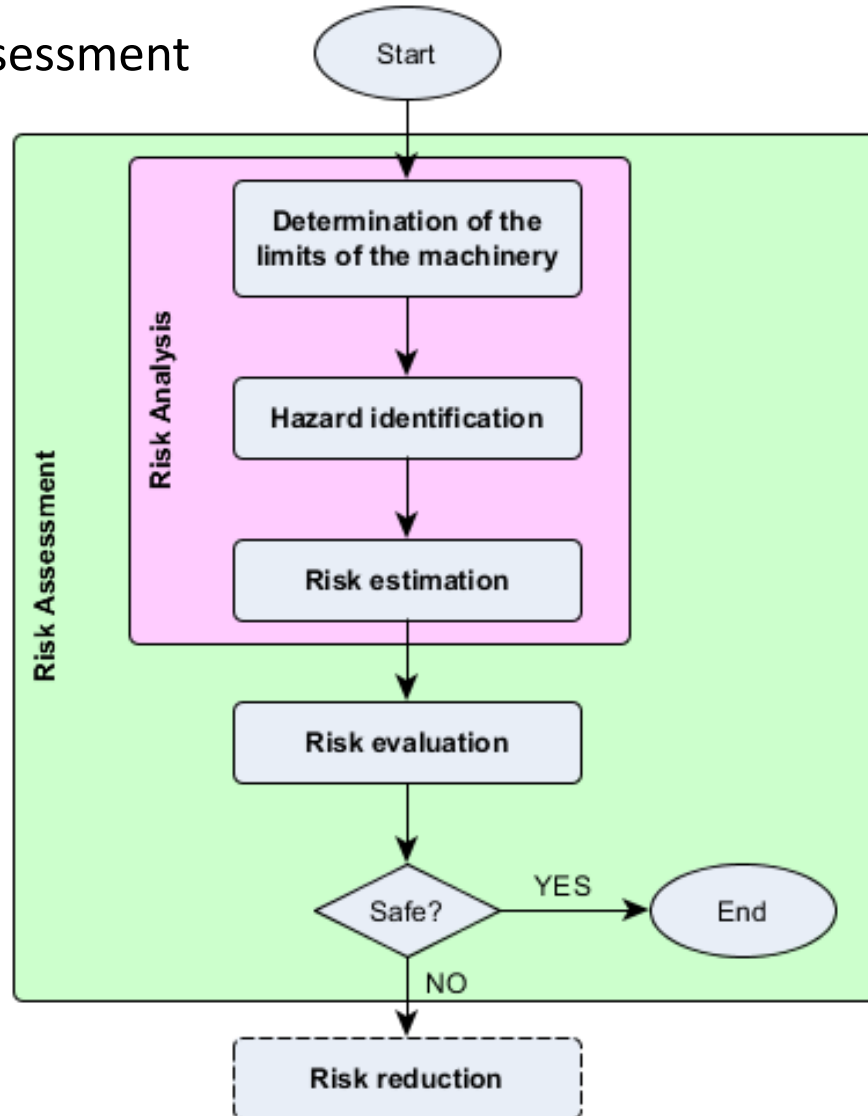 sessment
Start
Determination of the
limits of the machinery
Risk Analysis
Hazard identification
Risk Assessment
Risk estimation
Risk evaluation
Safe?
YES
End
NO
Risk reduction